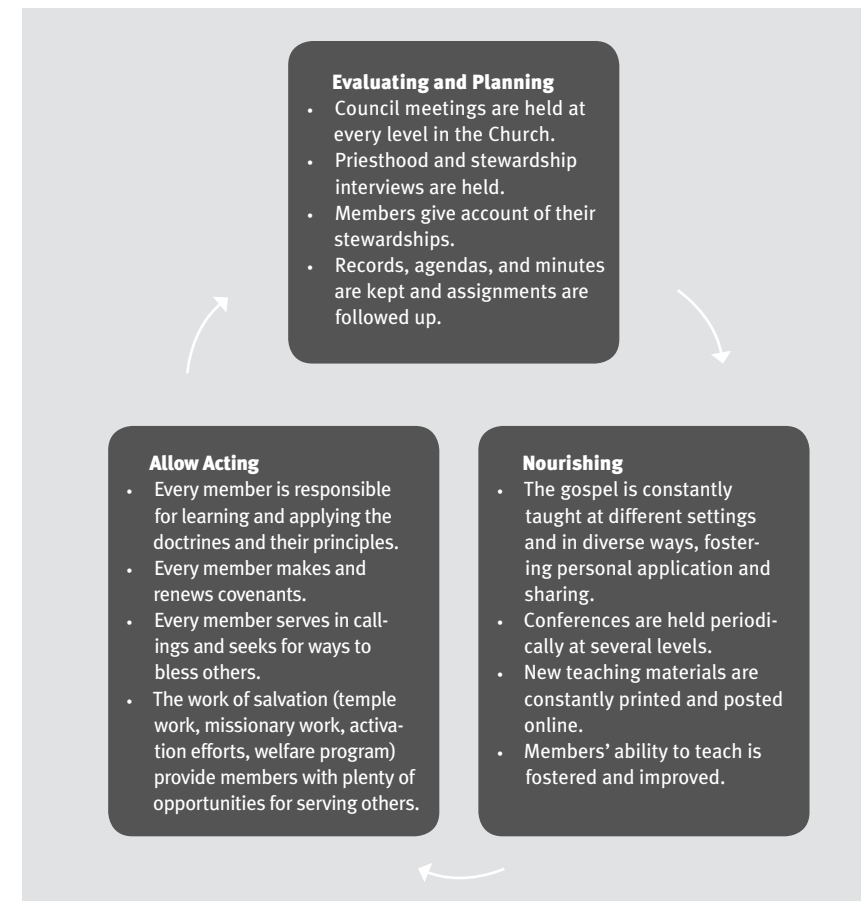 Evaluating and Planning
• Council meetings are held at
every level in the Church.
• Priesthood and stewardship
interviews are held.
• Members give account of their
stewardships.
• Records, agendas, and minutes
are kept and assignments are
followed up.
Allow Acting
• Every member is responsible
for learning and applying the
doctrines and their principles.
• Every member makes and
renews covenants.
• Every member serves in call-
ings and seeks for ways to
bless others.
• The work of salvation (temple
work, missionary work, activa-
tion efforts, welfare program)
provide members with plenty of
opportunities for serving others.
Nourishing
• The gospel is constantly
taught at different settings
and in diverse ways, foster-
ing personal application and
sharing.
• Conferences are held periodi-
cally at several levels.
• New teaching materials are
constantly printed and posted
online.
• Members’ ability to teach is
fostered and improved.